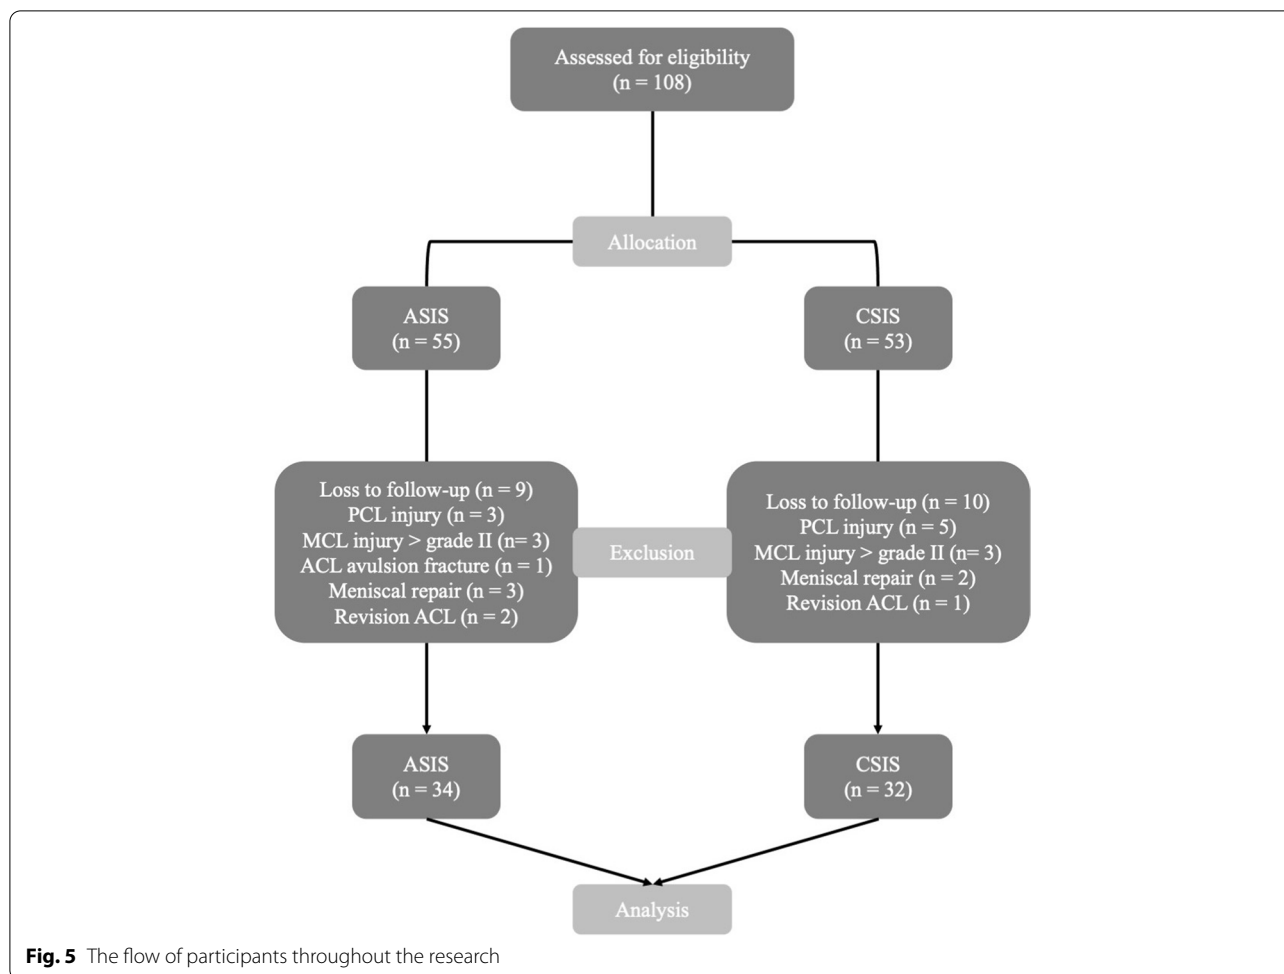 Assessed for eligibility
(n = 108)
Allocation
ASIS
(n = 55)
CSIS
(n = 53)
Loss to follow-up (n = 9)
PCL injury (n = 3)
MCL injury > grade II (n= 3)
ACL avulsion fracture (n = 1)
Meniscal repair (n = 3)
Revision ACL (n = 2)
Exclusion
Loss to follow-up (n = 10)
PCL injury (n = 5)
MCL injury > grade II (n= 3)
Meniscal repair (n = 2)
Revision ACL (n = 1)
ASIS
(n = 34)
CSIS
(n = 32)
Analysis
Fig. 5 The flow of participants throughout the research